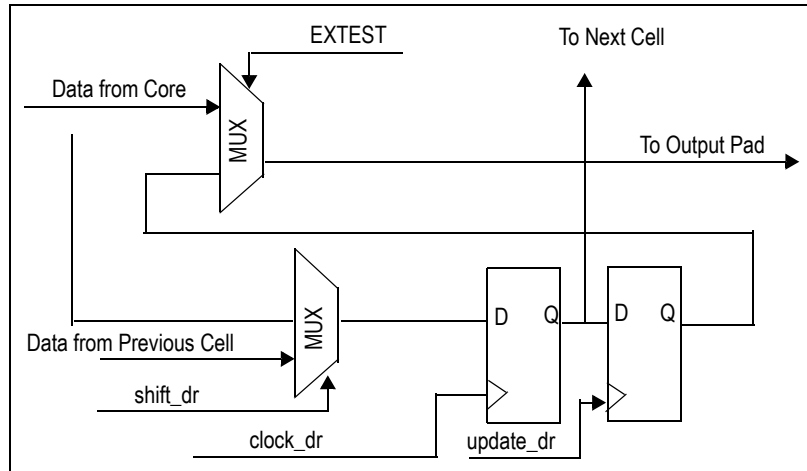 EXTEST
To Next Cell
Data from Core
MUX
To Output Pad
MUX
D Q
D Q
Data from Previous Cell
shift_dr
clock_dr
update_dr